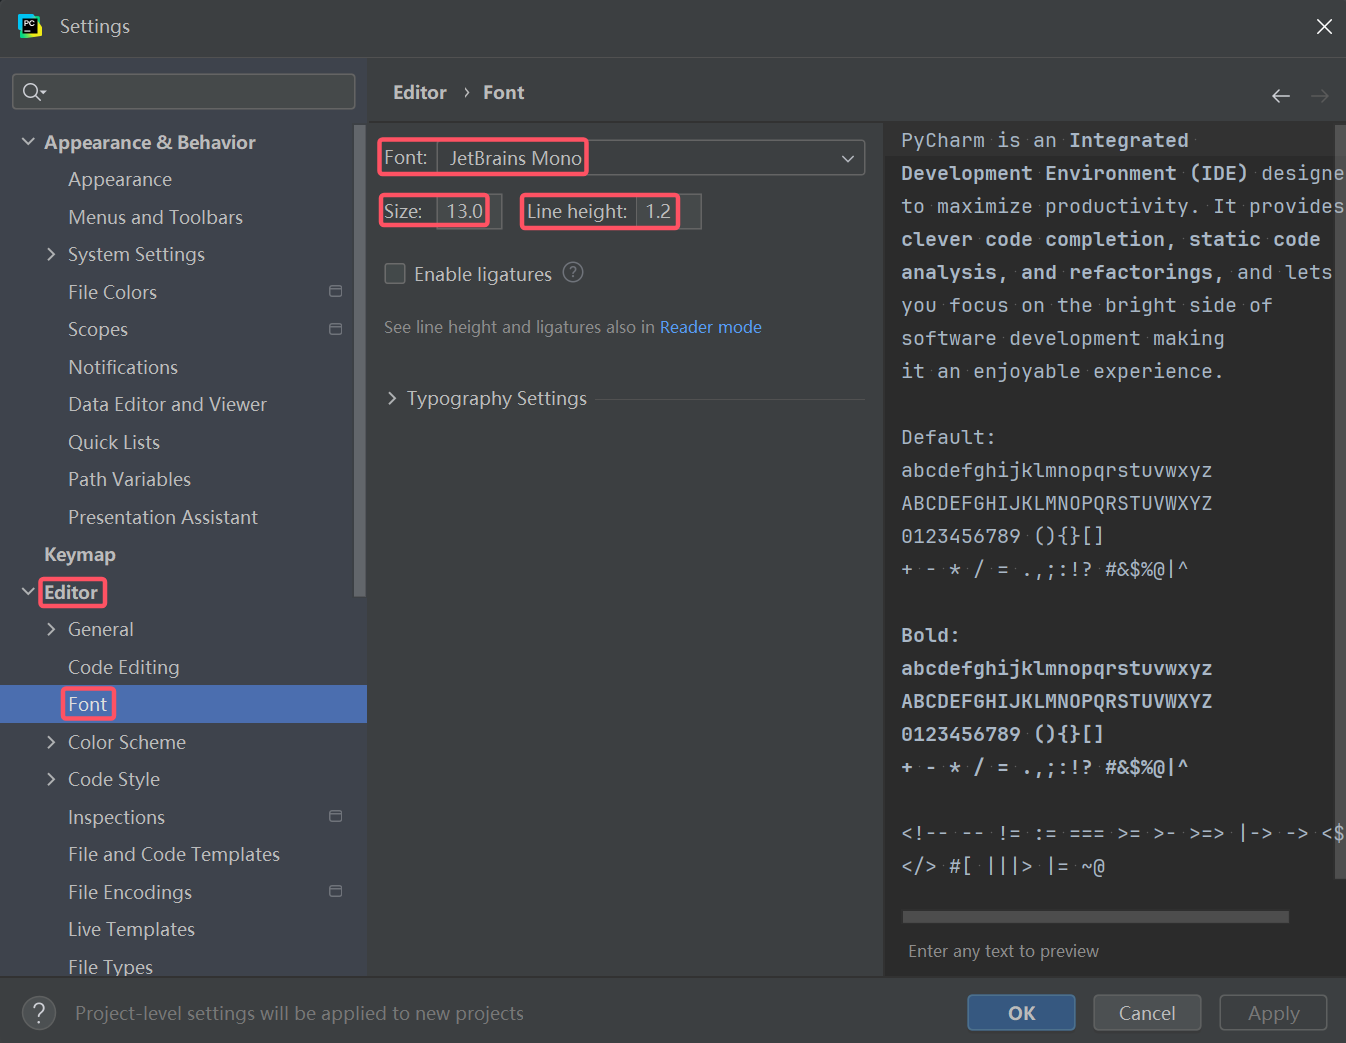 PC
Settings
Editor › Font
Appearance & Behavior
Appearance
Menus and Toolbars
System Settings
File Colors
Scopes
Notifications
Data Editor and Viewer
Quick Lists
Path Variables
Presentation Assistant
Keymap
Editor
General
Code Editing
Font
Color Scheme
Code Style
Inspections
File and Code Templates
File Encodings
Live Templates
File Types
Font: JetBrains Mono
Size: 13.0 Line height: 1.2
Enable ligatures ?
See line height and ligatures also in Reader mode
Typography Settings
PyCharm is an Integrated
Development Environment (IDE) designe
to maximize productivity. It provides
clever code completion, static code
analysis, and refactorings, and lets
you focus on the bright side of
software development making
it an enjoyable experience.
Default:
abcdefghijklmnopqrstuvwxyz
ABCDEFGHIJKLMNOPQRSTUVWXYZ
0123456789 (){}[]
+ - * / = .,;:!? #&$%@|^
Bold:
abcdefghijklmnopqrstuvwxyz
ABCDEFGHIJKLMNOPQRSTUVWXYZ
0123456789 (){}[]
+ - * / = .,;:!? #&$%@|^
<!-- -- != := === >= >- >=> |-> -> <$
</> #[ |||> |= ~@
Enter any text to preview
? Project-level settings will be applied to new projects
OK Cancel Apply